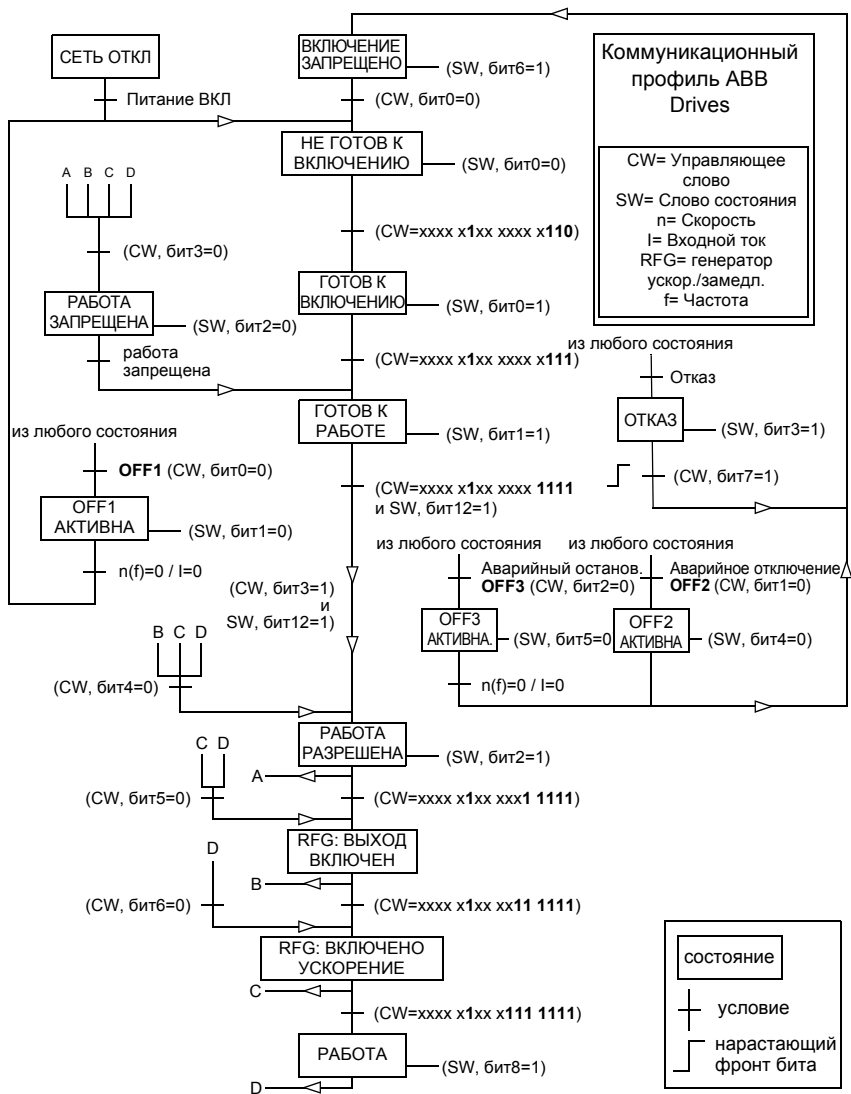 СЕТЬ ОТКЛ
Питание ВКЛ
ВКЛЮЧЕНИЕ
ЗАПРЕЩЕНО
(SW, бит6=1)
(CW, бит0=0)
Коммуникационный
профиль ABB
Drives
CW= Управляющее
слово
SW= Слово состояния
n= Скорость
I= Входной ток
RFG= генератор
ускор./замедл.
f= Частота
НЕ ГОТОВ К
ВКЛЮЧЕНИЮ
(SW, бит0=0)
A B C D
(CW, бит3=0)
(CW=xxxx x1xx xxxx x110)
РАБОТА
ЗАПРЕЩЕНА
(SW, бит2=0)
работа
запрещена
ГОТОВ К
ВКЛЮЧЕНИЮ
(SW, бит0=1)
(CW=xxxx x1xx xxxx x111)
из любого состояния
Отказ
ОТКАЗ
(SW, бит3=1)
(CW, бит7=1)
ГОТОВ К
РАБОТЕ
(SW, бит1=1)
(CW=xxxx x1xx xxxx 1111
и SW, бит12=1)
из любого состояния
OFF1 (CW, бит0=0)
OFF1
АКТИВНА
(SW, бит1=0)
n(f)=0 / I=0
(CW, бит3=1)
и
SW, бит12=1)
из любого состояния
Аварийный останов.
OFF3 (CW, бит2=0)
OFF3
АКТИВНА.
(SW, бит5=0
n(f)=0 / I=0
из любого состояния
Аварийное отключение
OFF2 (CW, бит1=0)
OFF2
АКТИВНА
(SW, бит4=0)
B C D
(CW, бит4=0)
РАБОТА
РАЗРЕШЕНА
(SW, бит2=1)
A
C D
(CW, бит5=0)
(CW=xxxx x1xx xxx1 1111)
RFG: ВЫХОД
ВКЛЮЧЕН
B
D
(CW, бит6=0)
(CW=xxxx x1xx xx11 1111)
RFG: ВКЛЮЧЕНО
УСКОРЕНИЕ
C
(CW=xxxx x1xx x111 1111)
РАБОТА
(SW, бит8=1)
D
состояние
условие
нарастающий
фронт бита